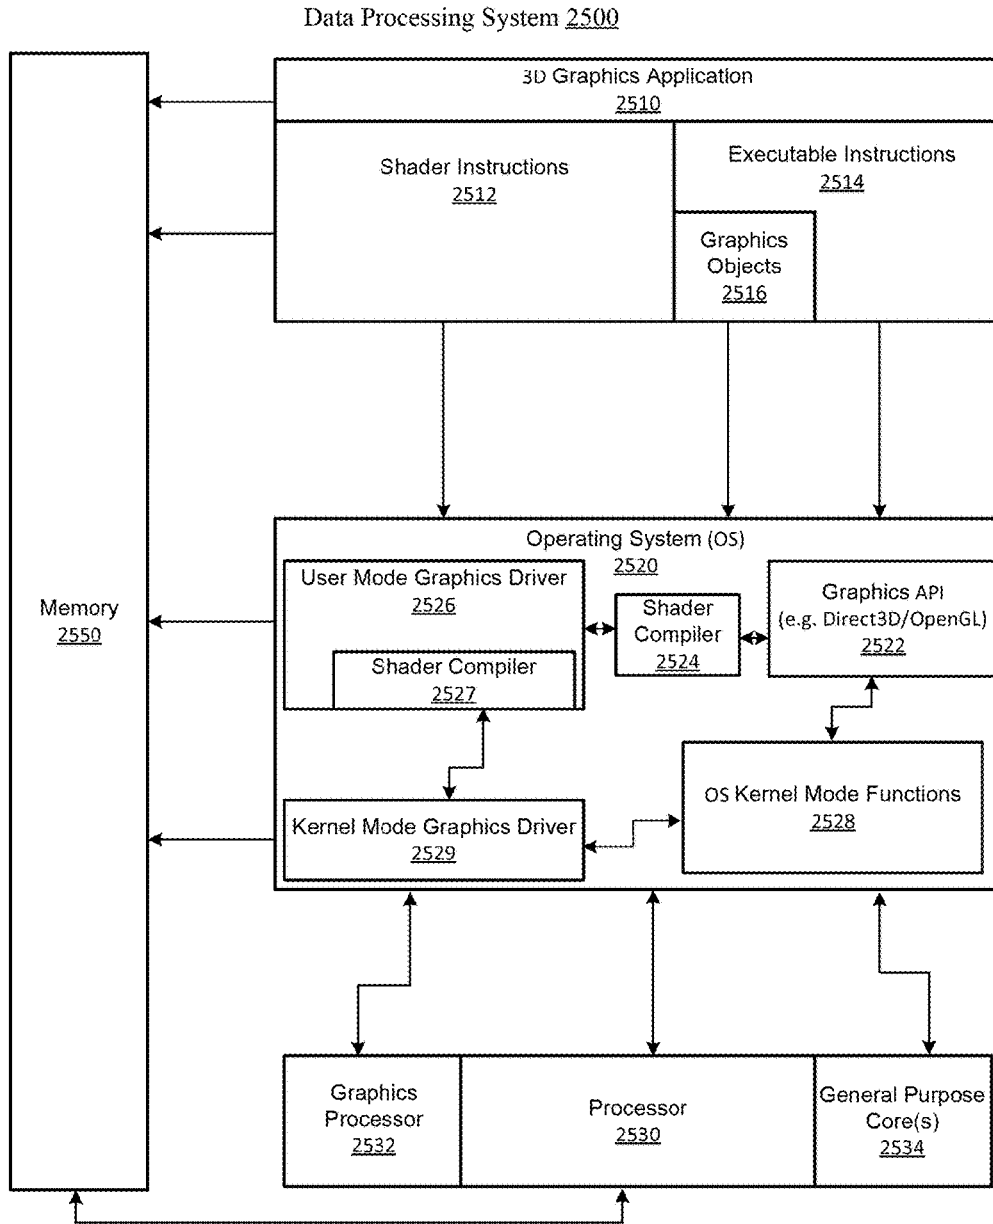 Data Processing System 2500
3D Graphics Application
2510
Shader Instructions
2512
Executable Instructions
2514
Graphics
Objects
2516
Operating System (OS)
2520
User Mode Graphics Driver
2526
Shader Compiler
2527
Shader
Compiler
2524
Graphics API
(e.g. Direct3D/OpenGL)
2522
Memory
2550
OS Kernel Mode Functions
2528
Kernel Mode Graphics Driver
2529
Graphics
Processor
2532
Processor
2530
General Purpose
Core(s)
2534